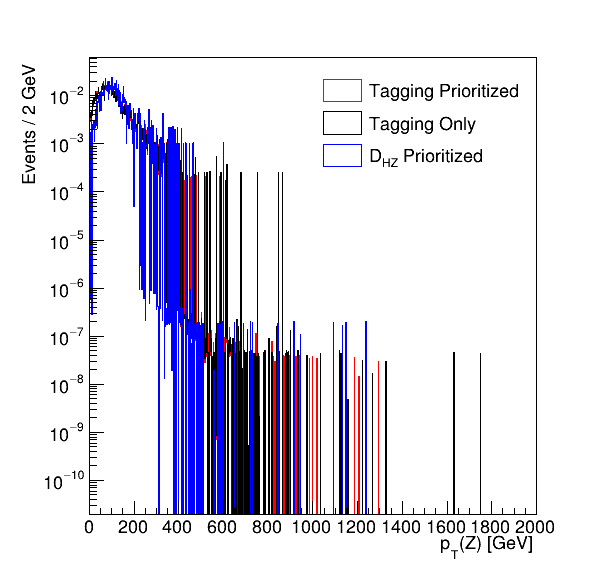 Events / 2 GeV
10⁻²
10⁻³
10⁻⁴
10⁻⁵
10⁻⁶
10⁻⁷
10⁻⁸
10⁻⁹
10⁻¹⁰
Tagging Prioritized
Tagging Only
D_HZ Prioritized
0 200 400 600 800 1000 1200 1400 1600 1800 2000
p_T(Z) [GeV]